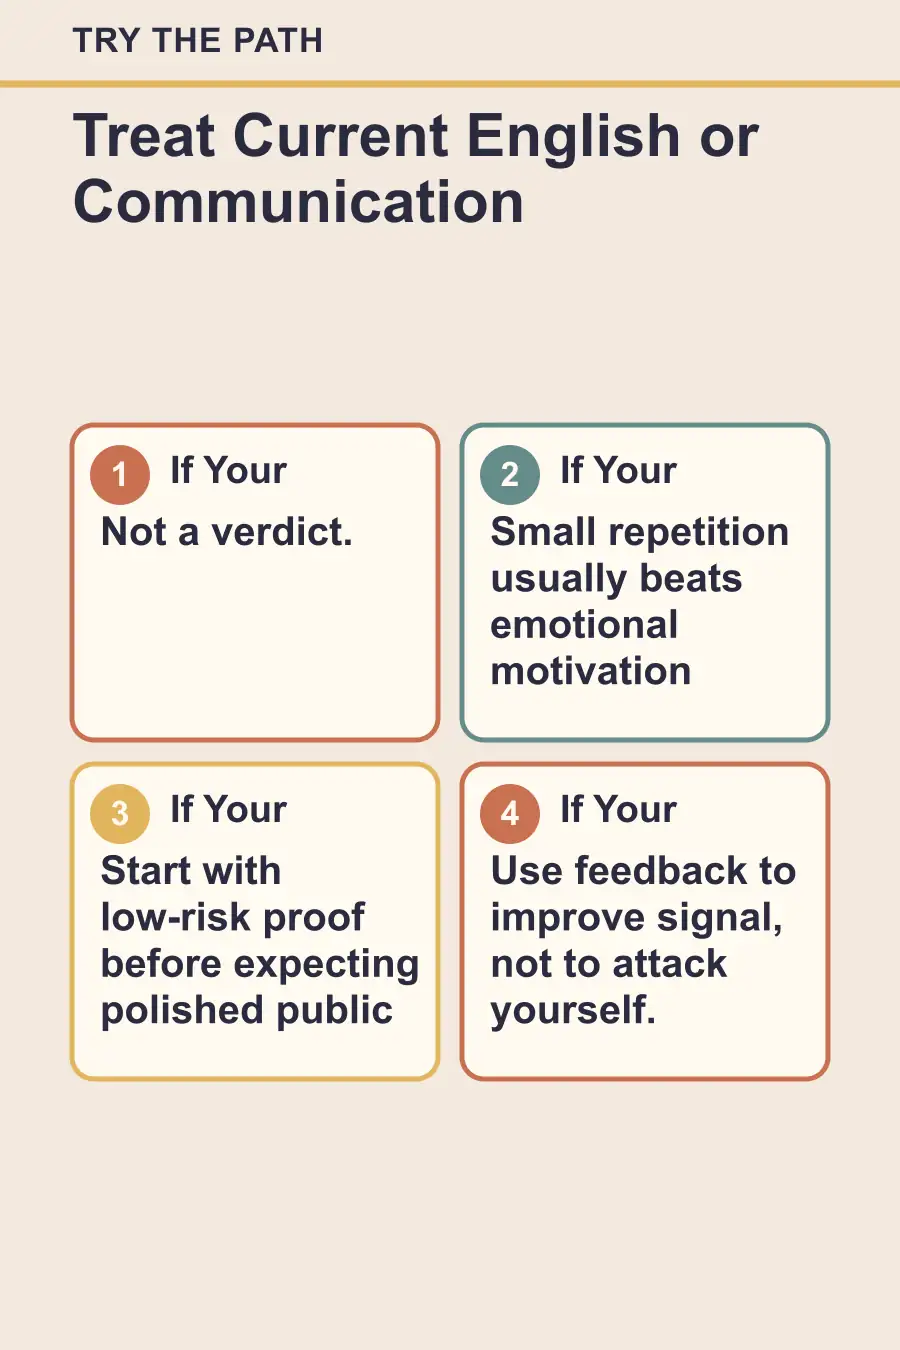 TRY THE PATH
Treat Current English or
Communication
1 If Your
Not a verdict.
2 If Your
Small repetition
usually beats
emotional
motivation
3 If Your
Start with
low-risk proof
before expecting
polished public
4 If Your
Use feedback to
improve signal,
not to attack
yourself.